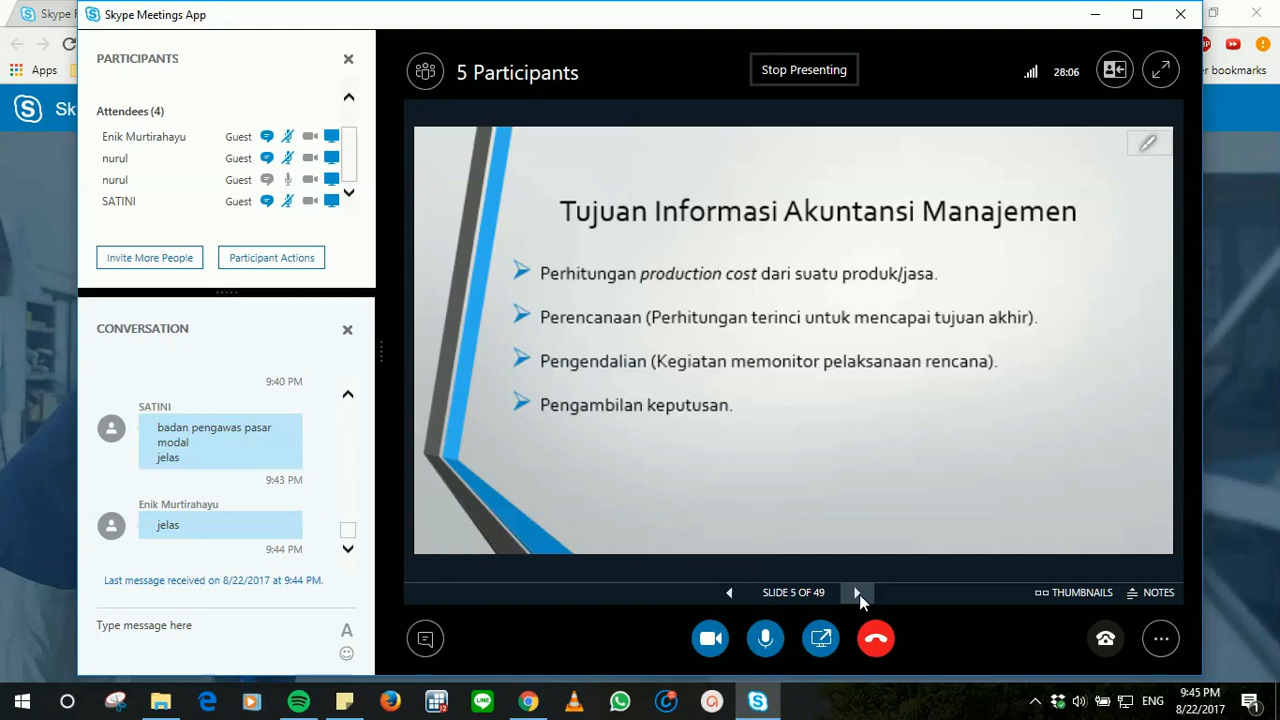 Skype
Skype Meetings App
Apps
er bookmarks
Sk
PARTICIPANTS
Attendees (4)
Enik Murtirahayu Guest
nurul Guest
nurul Guest
SATINI Guest
Invite More People
Participant Actions
CONVERSATION
9:40 PM
SATINI
badan pengawas pasar
modal
jelas
9:43 PM
Enik Murtirahayu
jelas
9:44 PM
Last message received on 8/22/2017 at 9:44 PM.
Type message here
A
5 Participants
Stop Presenting
28:06
Tujuan Informasi Akuntansi Manajemen
Perhitungan production cost dari suatu produk/jasa.
Perencanaan (Perhitungan terinci untuk mencapai tujuan akhir).
Pengendalian (Kegiatan memonitor pelaksanaan rencana).
Pengambilan keputusan.
SLIDE 5 OF 49
THUMBNAILS
NOTES
ENG
9:45 PM
8/22/2017